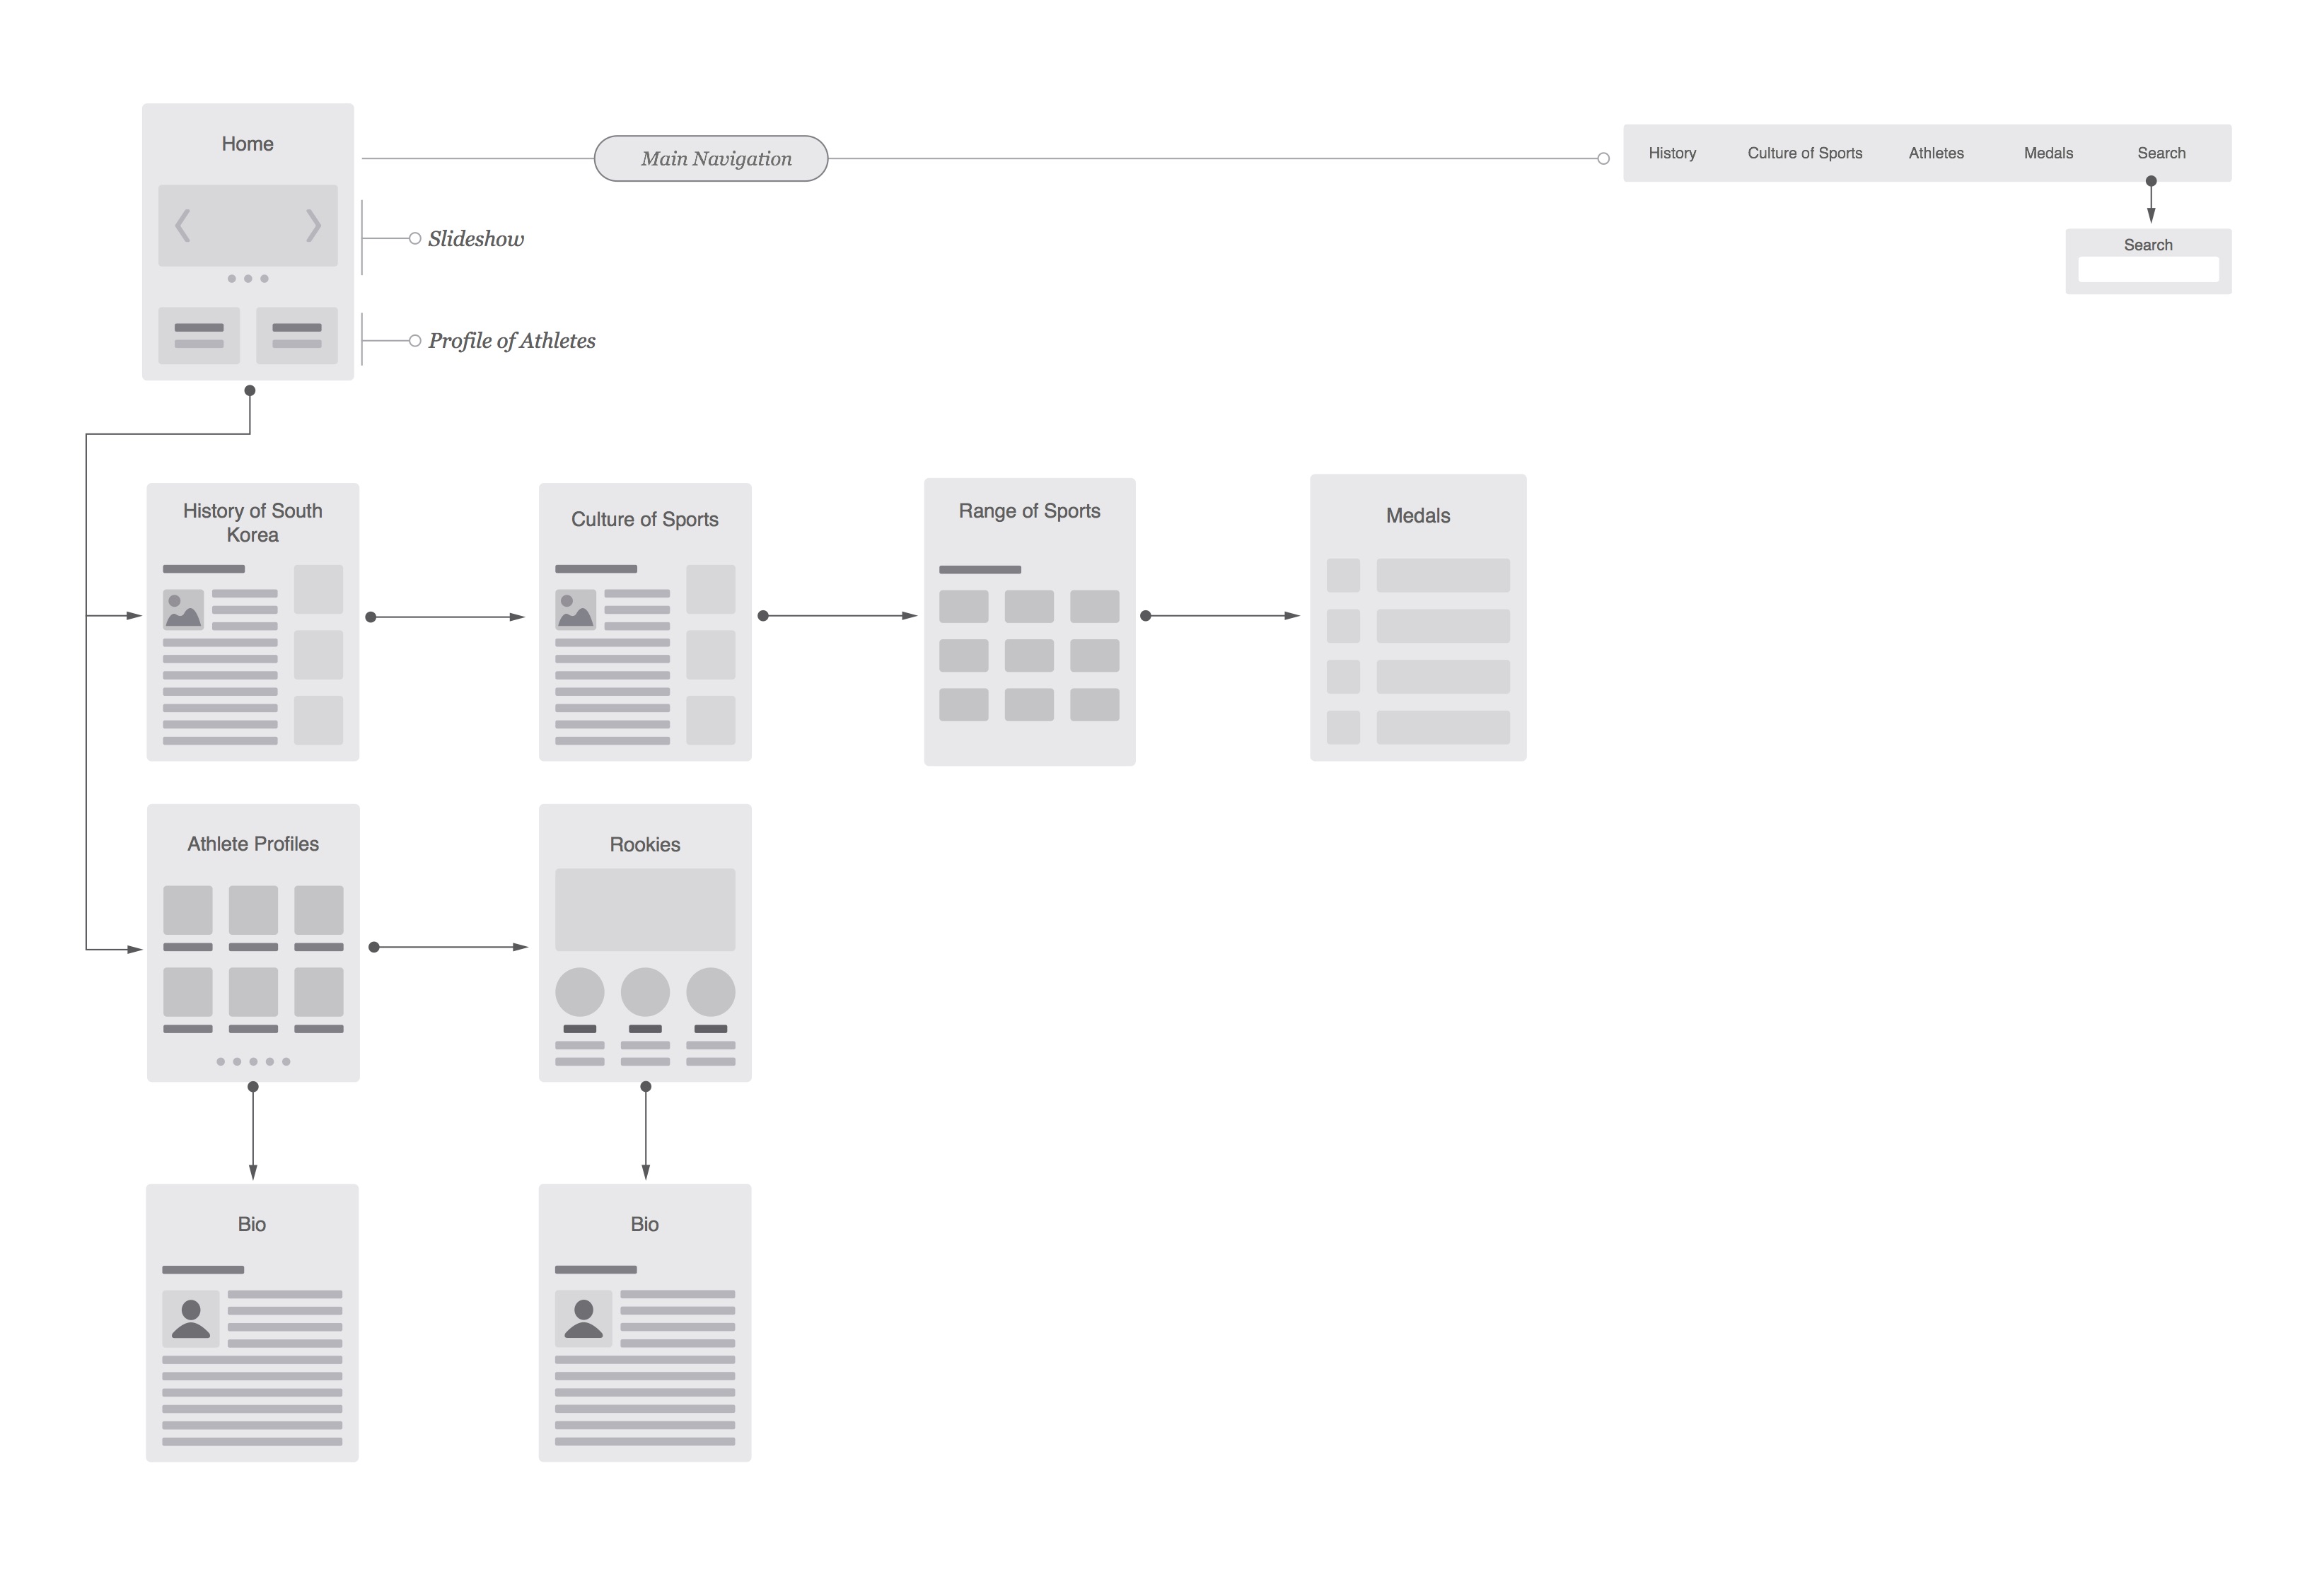 Home
Main Navigation
History
Culture of Sports
Athletes
Medals
Search
Slideshow
Search
Profile of Athletes
History of South
Korea
Culture of Sports
Range of Sports
Medals
Athlete Profiles
Rookies
Bio
Bio